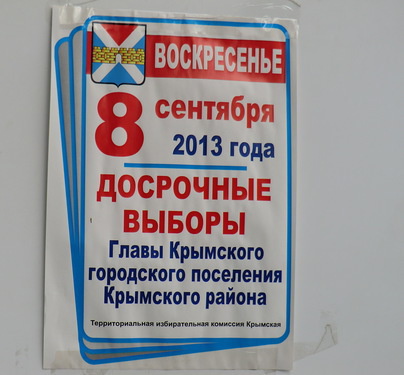 ВОСКРЕСЕНЬЕ
8 сентября
2013 года
ДОСРОЧНЫЕ
ВЫБОРЫ
Главы Крымского
городского поселения
Крымского района
Территориальная избирательная комиссия Крымская